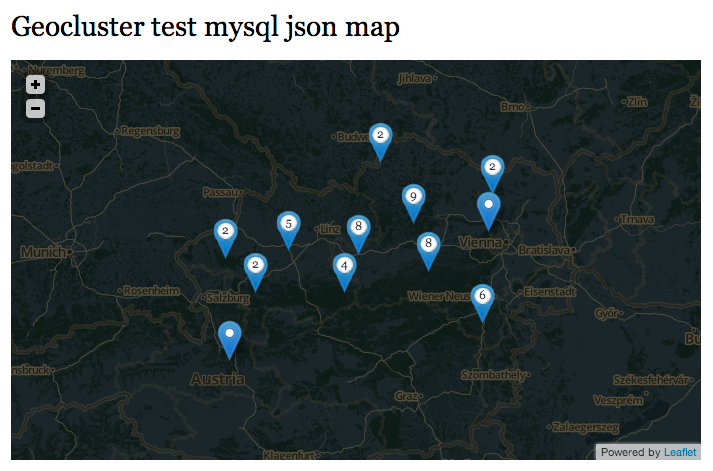 Geocluster test mysql json map
+
−
Nuremberg
Jihlava
Brno
Zlín
Regensburg
Budwe
2
golstadt
2
Passau
9
Linz
5
8
2
Trnava
Munich
Vienna
Bratislava
8
2
4
Rosenheim
Salzburg
Wiener Neus
6
Eisenstadt
Győr
nsbruck
Austria
Szombathely
Székesfehérvár
Graz
Veszprém
Zalaegerszeg
Klagenfurt
Powered by Leaflet